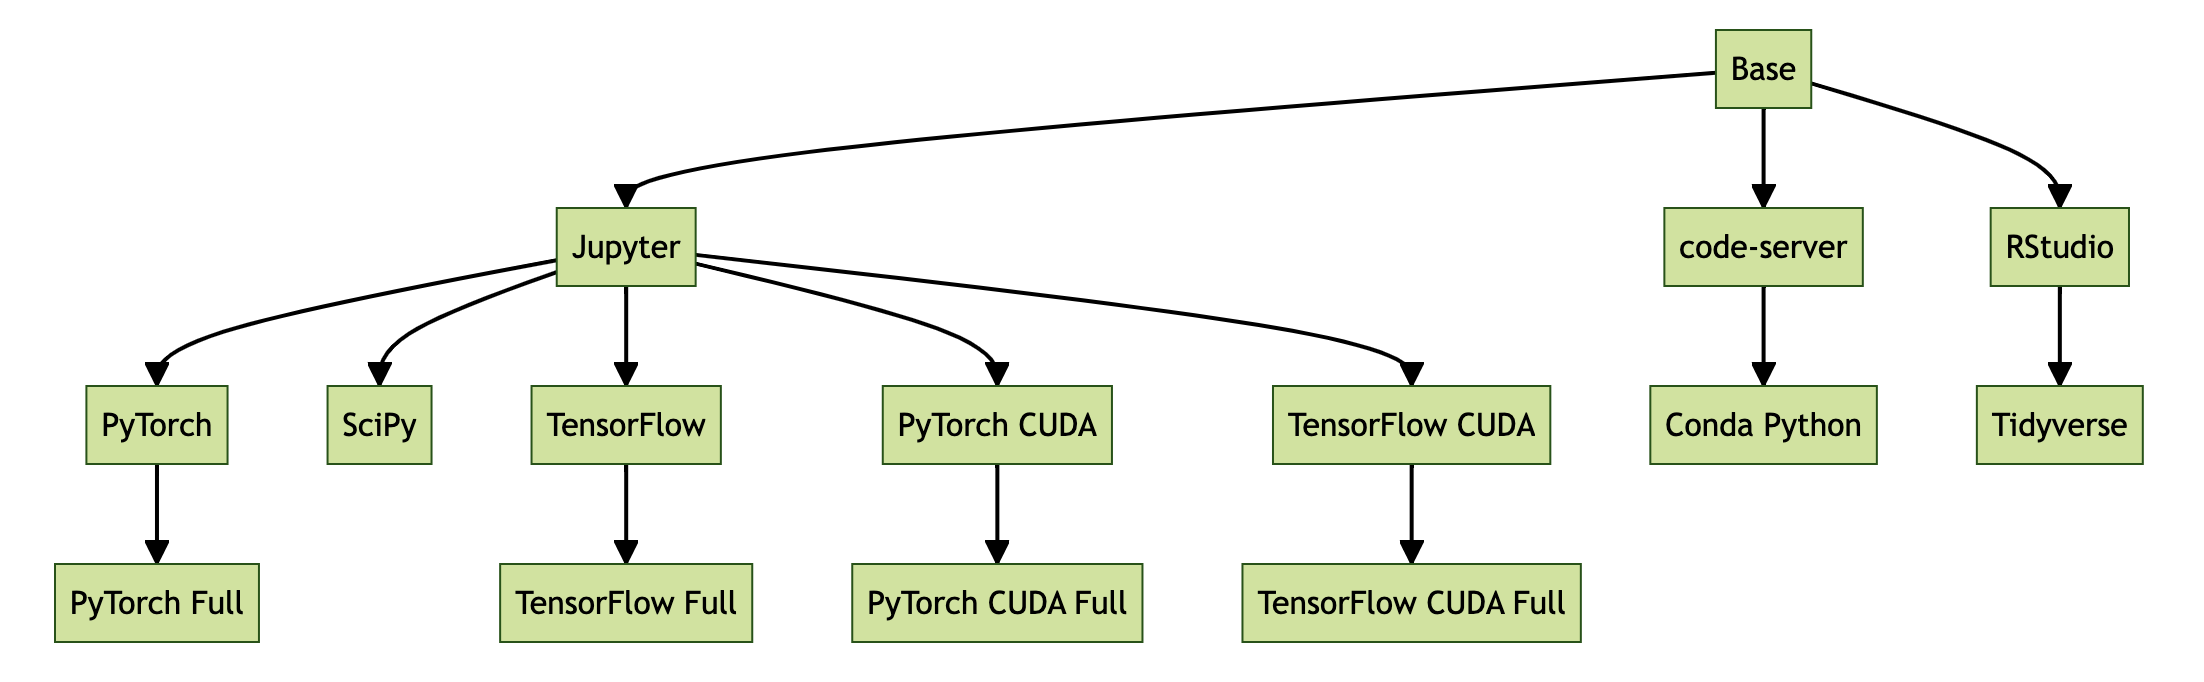 Base
Jupyter
code-server
RStudio
PyTorch
SciPy
TensorFlow
PyTorch CUDA
TensorFlow CUDA
Conda Python
Tidyverse
PyTorch Full
TensorFlow Full
PyTorch CUDA Full
TensorFlow CUDA Full